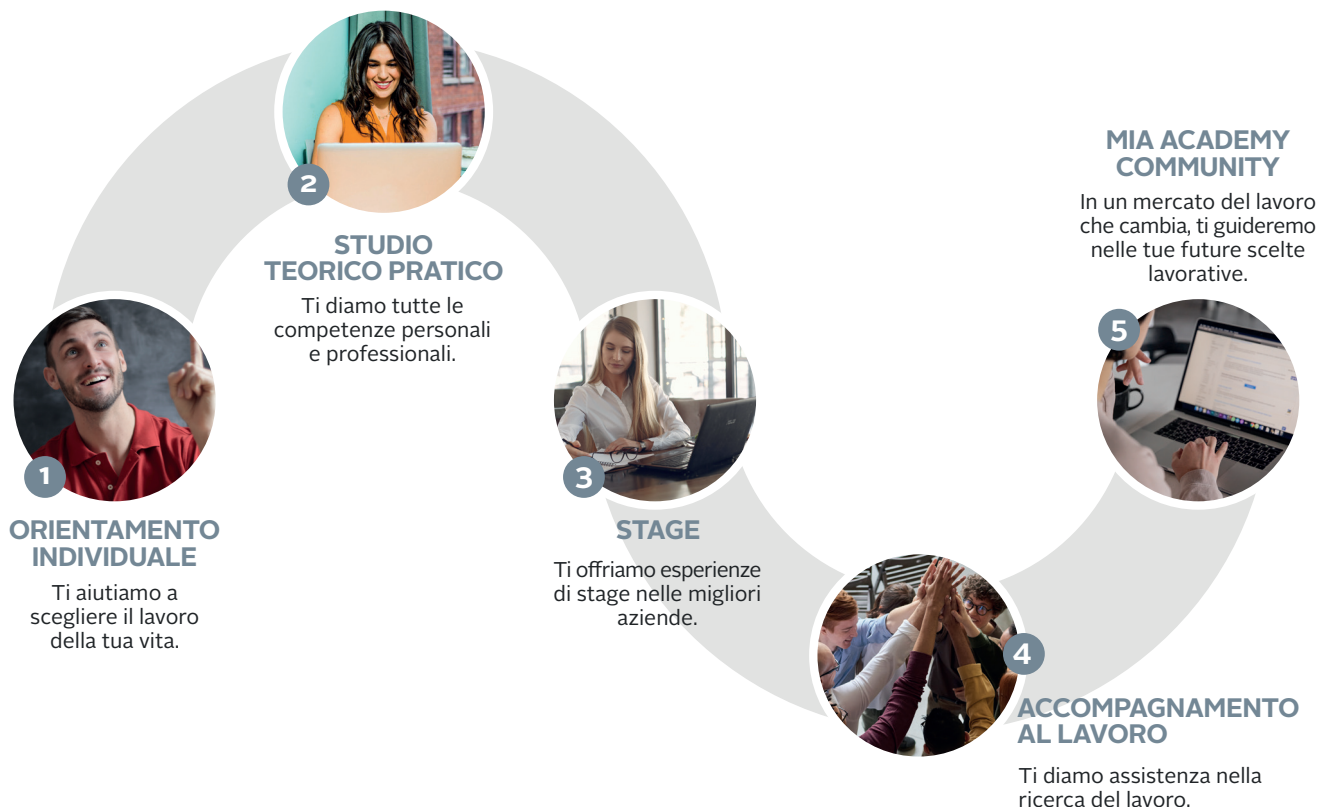 1
ORIENTAMENTO
INDIVIDUALE
Ti aiutiamo a
scegliere il lavoro
della tua vita.
2
STUDIO
TEORICO PRATICO
Ti diamo tutte le
competenze personali
e professionali.
3
STAGE
Ti offriamo esperienze
di stage nelle migliori
aziende.
4
ACCOMPAGNAMENTO
AL LAVORO
Ti diamo assistenza nella
ricerca del lavoro.
MIA ACADEMY
COMMUNITY
In un mercato del lavoro
che cambia, ti guideremo
nelle tue future scelte
lavorative.
5